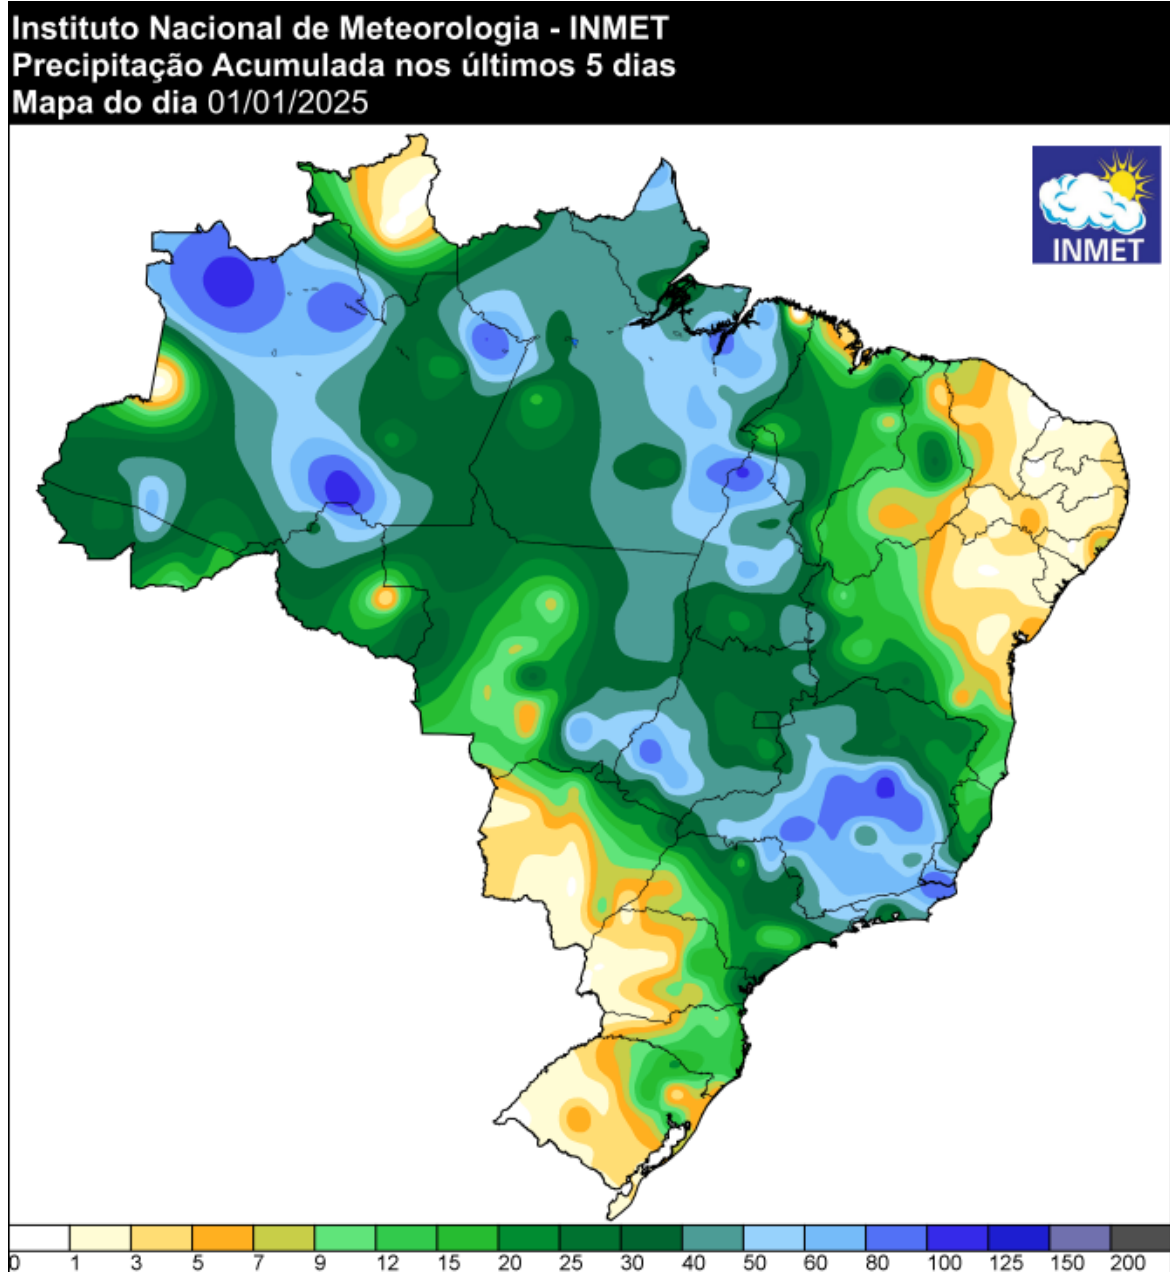 Instituto Nacional de Meteorologia - INMET
Precipitação Acumulada nos últimos 5 dias
Mapa do dia 01/01/2025
INMET
0 1 3 5 7 9 12 15 20 25 30 40 50 60 80 100 125 150 200